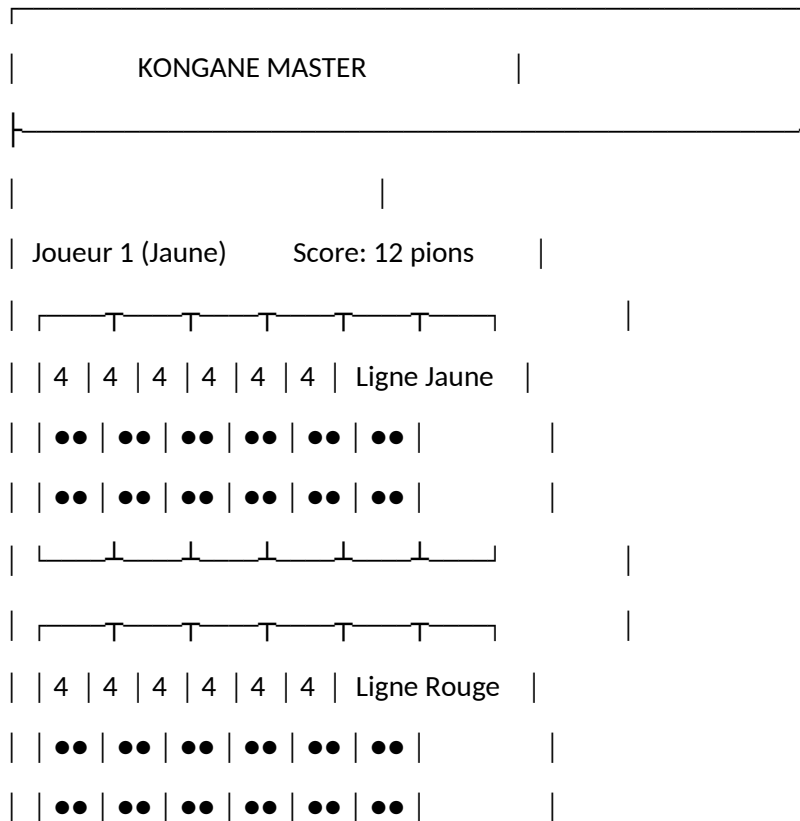 ┌──────────────────────────────
│ KONGANE MASTER │
├──────────────────────────────
│ │
│ Joueur 1 (Jaune) Score: 12 pions │
│ ┌────┬────┬────┬────┬────┬────┐ │
│ │ 4 │ 4 │ 4 │ 4 │ 4 │ 4 │ Ligne Jaune │
│ │ ●● │ ●● │ ●● │ ●● │ ●● │ ●● │ │
│ │ ●● │ ●● │ ●● │ ●● │ ●● │ ●● │ │
│ └────┴────┴────┴────┴────┴────┘ │
│ ┌────┬────┬────┬────┬────┬────┐ │
│ │ 4 │ 4 │ 4 │ 4 │ 4 │ 4 │ Ligne Rouge │
│ │ ●● │ ●● │ ●● │ ●● │ ●● │ ●● │ │
│ │ ●● │ ●● │ ●● │ ●● │ ●● │ ●● │ │